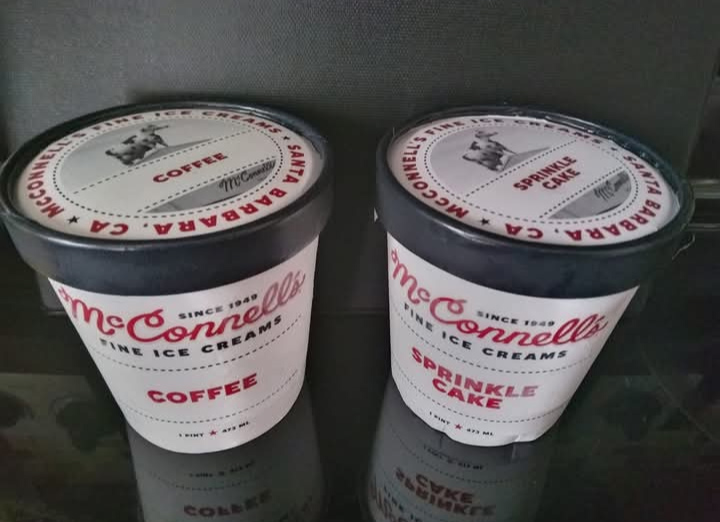 McCONNELL'S FINE ICE CREAMS ★ SANTA BARBARA, CA ★
COFFEE
McConnell's
McConnell's
SINCE 1949
FINE ICE CREAMS
COFFEE
1 PINT ★ 473 ML
McCONNELL'S FINE ICE CREAMS ★ SANTA BARBARA, CA ★
SPRINKLE
CAKE
McConnell's
McConnell's
SINCE 1949
FINE ICE CREAMS
SPRINKLE
CAKE
1 PINT ★ 473 ML